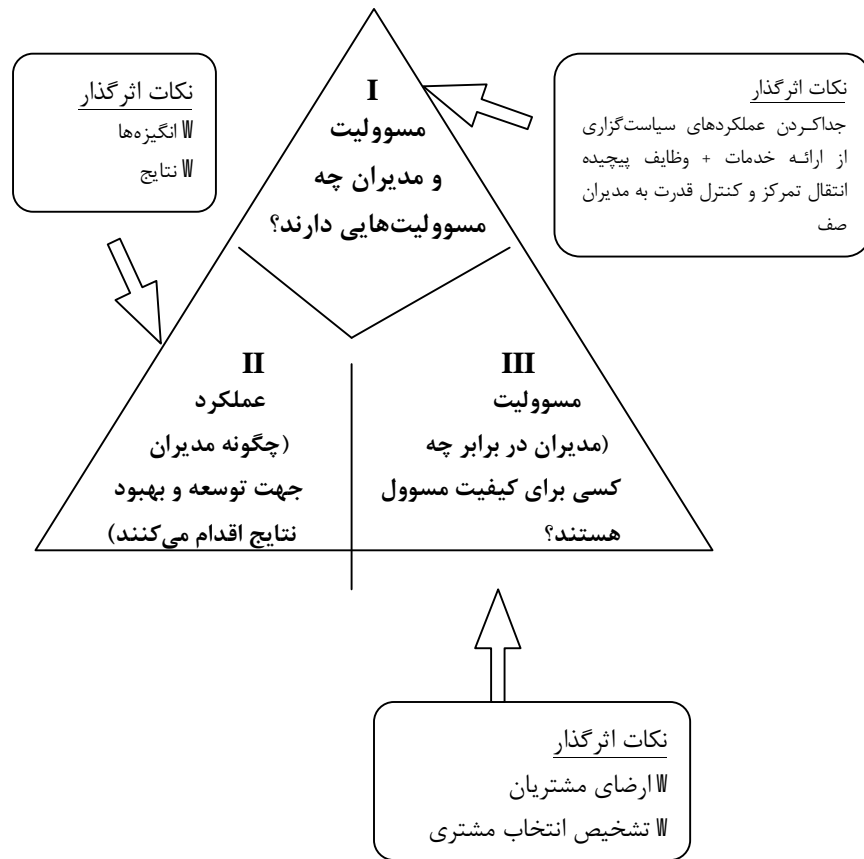 نکات اثرگذار
جداکـردن عملکردهای سیاست‌گزاری
از ارائـه خدمات + وظایف پیچیده
انتقال تمرکز و کنترل قدرت به مدیران
صف
نکات اثرگذار
W انگیزه‌ها
W نتایج
I
مسوولیت
و مدیران چه
مسوولیت‌هایی دارند؟
III
مسوولیت
(مدیران در برابر چه
کسی برای کیفیت مسوول
هستند؟
II
عملکرد
(چگونه مدیران
جهت توسعه و بهبود
نتایج اقدام می‌کنند)
نکات اثرگذار
W ارضای مشتریان
W تشخیص انتخاب مشتری